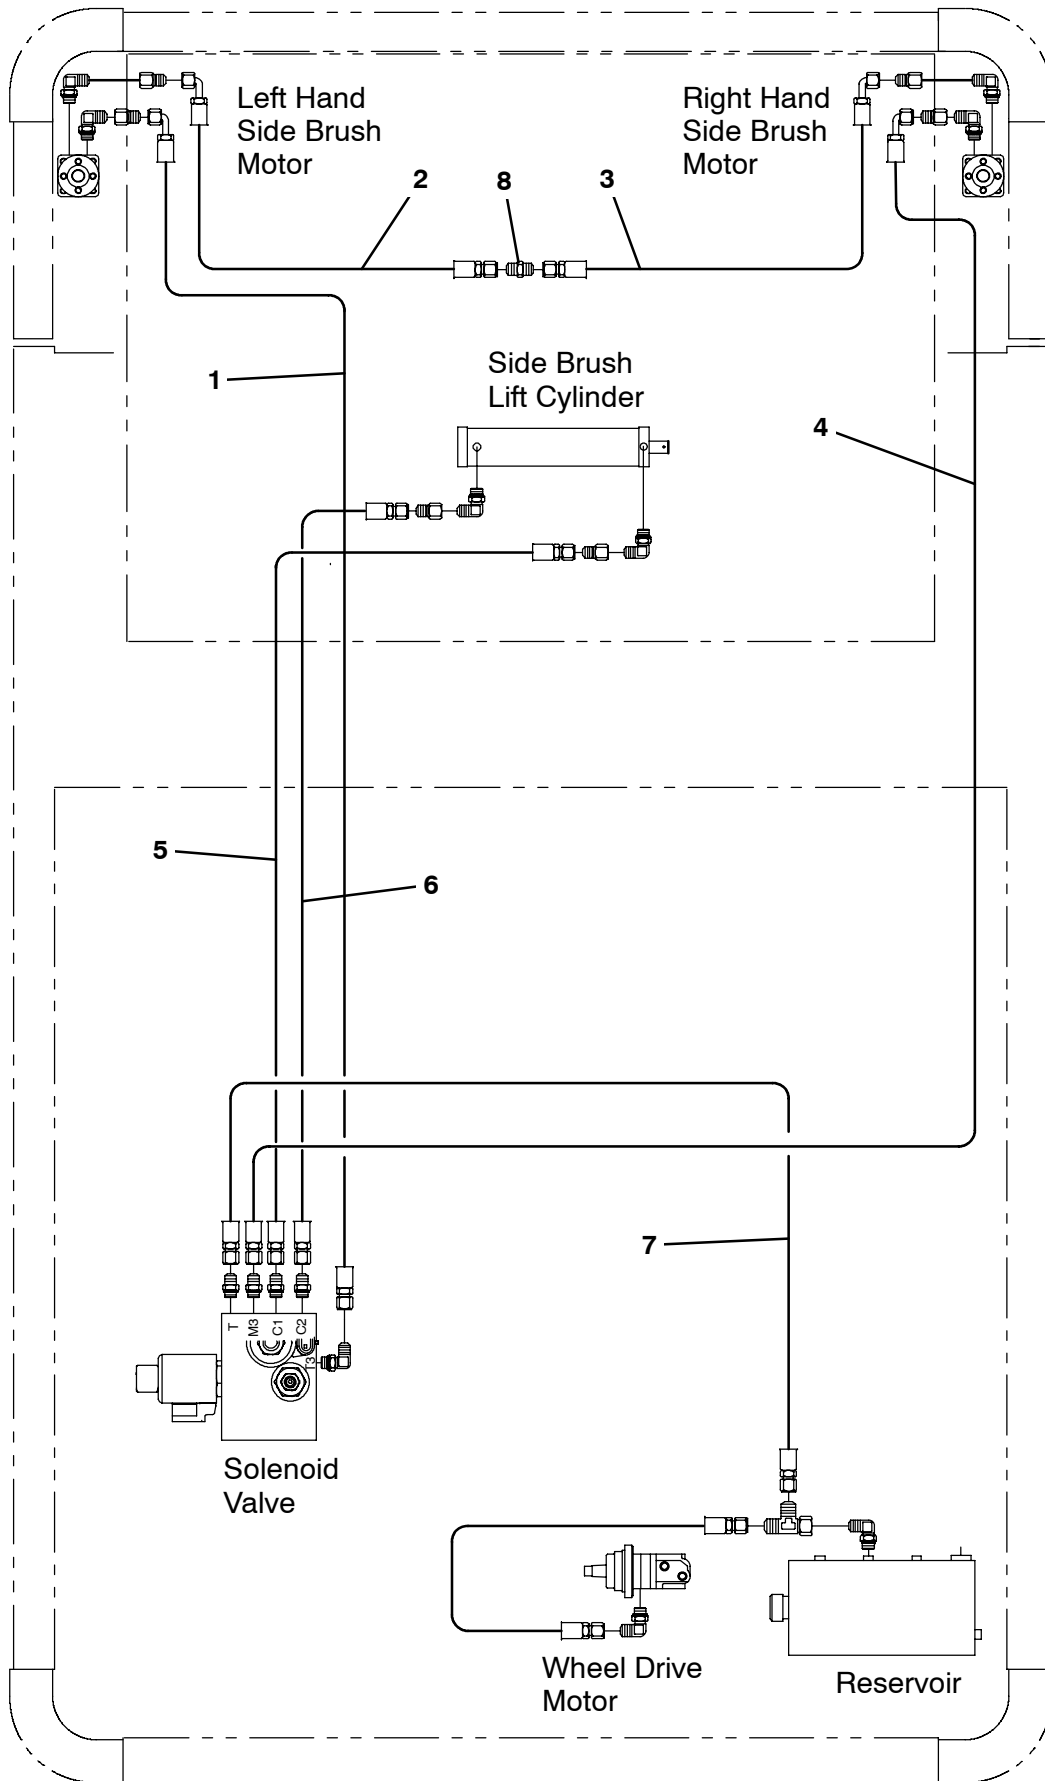 Left Hand
Side Brush
Motor
Right Hand
Side Brush
Motor
2
8
3
1
Side Brush
Lift Cylinder
4
5
6
7
T
M3
C1
C2
T3
Solenoid
Valve
Wheel Drive
Motor
Reservoir